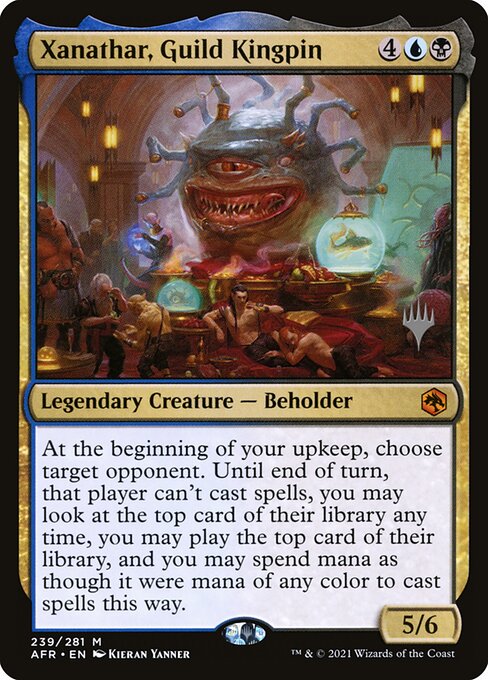 Xanathar, Guild Kingpin 4
Legendary Creature — Beholder
At the beginning of your upkeep, choose
target opponent. Until end of turn,
that player can't cast spells, you may
look at the top card of their library any
time, you may play the top card of their
library, and you may spend mana as
though it were mana of any color to cast
spells this way.
5/6
239/281 M
AFR • EN Kieran Yanner
™ & © 2021 Wizards of the Coast